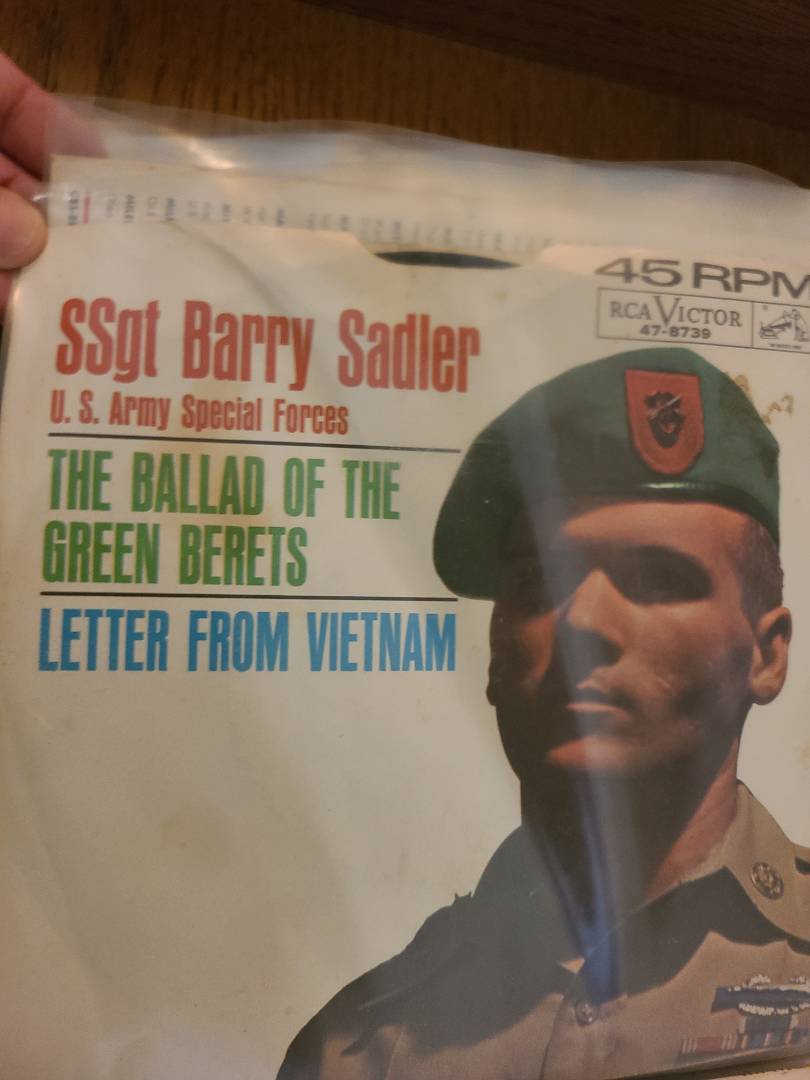 45 RPM
RCA VICTOR
47-8739
SSgt Barry Sadler
U. S. Army Special Forces
THE BALLAD OF THE
GREEN BERETS
LETTER FROM VIETNAM